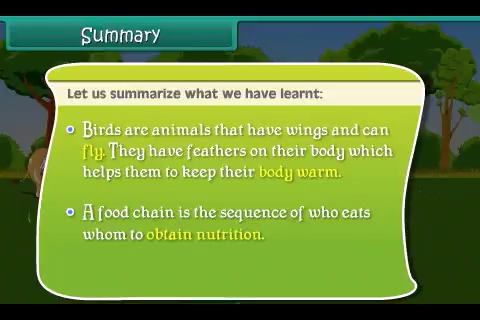 Summary
Let us summarize what we have learnt:
Birds are animals that have wings and can
fly. They have feathers on their body which
helps them to keep their body warm.
A food chain is the sequence of who eats
whom to obtain nutrition.